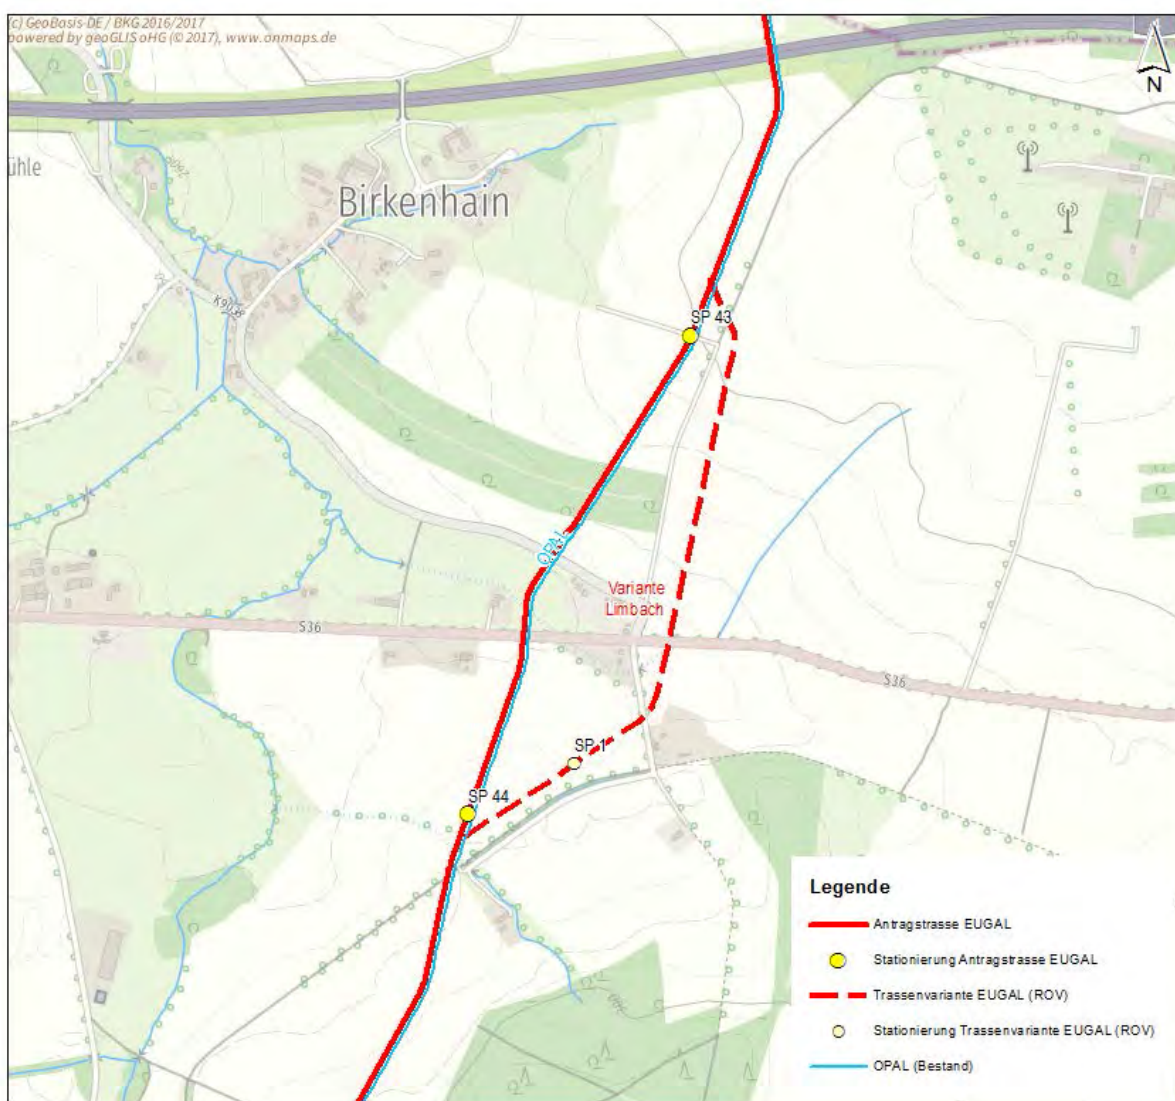 (c) GeoBasis-DE / BKG 2016/2017
powered by geoGLIS oHG (© 2017), www.onmaps.de
N
ühle
Birkenhain
K9038
SP 43
OPAL
Variante
Limbach
S36
S36
SP 1
SP 44
Legende
Antragstrasse EUGAL
Stationierung Antragstrasse EUGAL
Trassenvariante EUGAL (ROV)
Stationierung Trassenvariante EUGAL (ROV)
OPAL (Bestand)